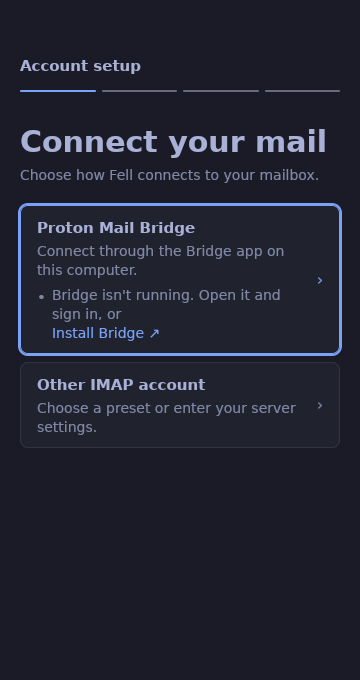 Account setup
Connect your mail
Choose how Fell connects to your mailbox.
Proton Mail Bridge
Connect through the Bridge app on
this computer.
• Bridge isn't running. Open it and
sign in, or
Install Bridge ↗
›
Other IMAP account
Choose a preset or enter your server
settings.
›